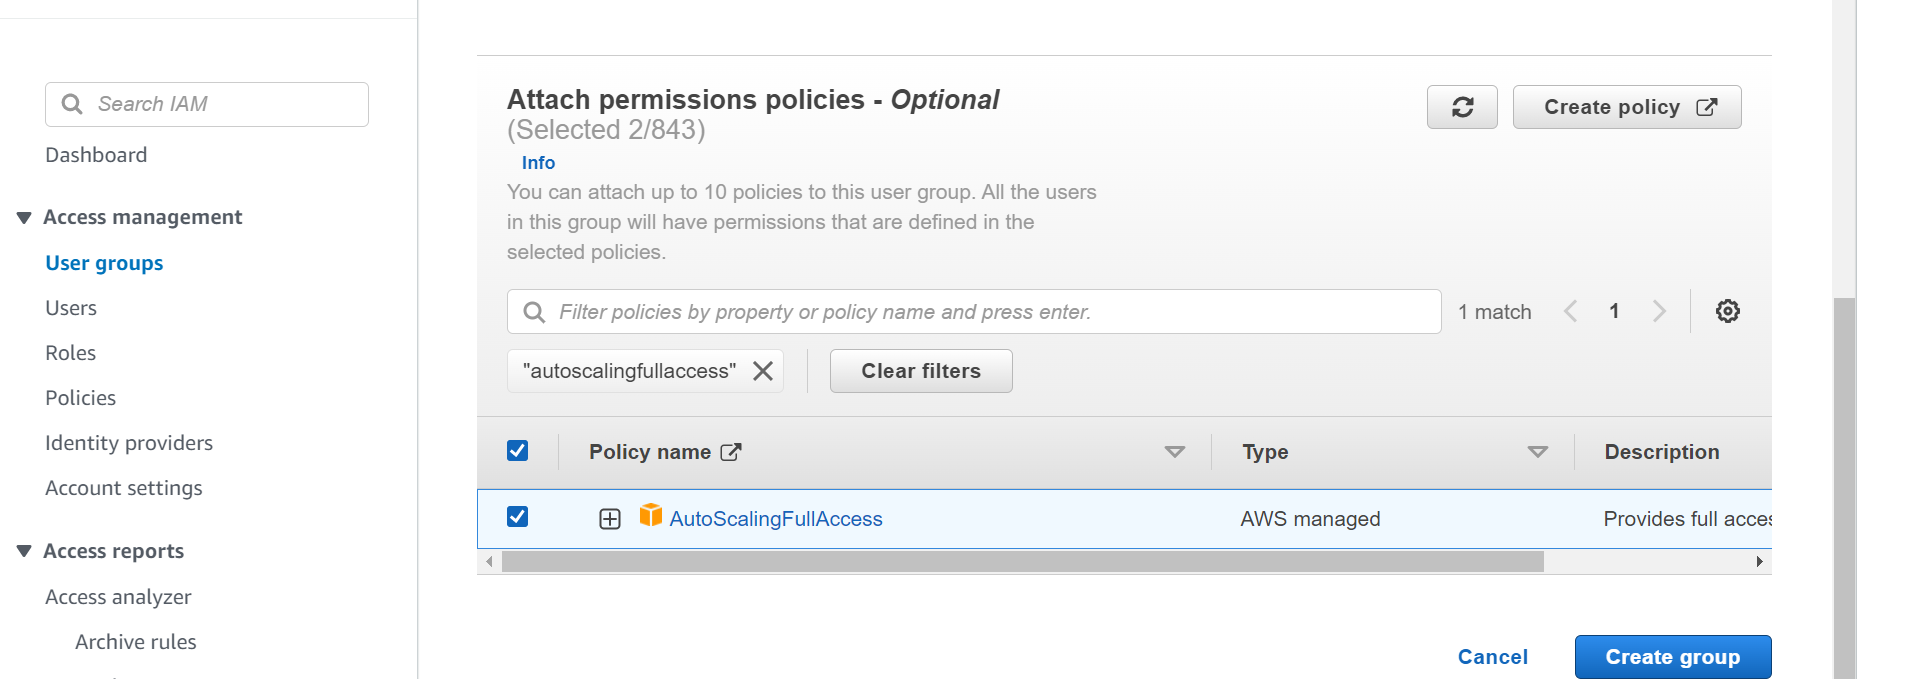 Search IAM
Dashboard
Access management
User groups
Users
Roles
Policies
Identity providers
Account settings
Access reports
Access analyzer
Archive rules
Attach permissions policies - Optional
(Selected 2/843)
Info
You can attach up to 10 policies to this user group. All the users
in this group will have permissions that are defined in the
selected policies.
Create policy
Filter policies by property or policy name and press enter.
1 match
1
"autoscalingfullaccess"
Clear filters
Policy name Type Description
AutoScalingFullAccess AWS managed Provides full acces
Cancel
Create group